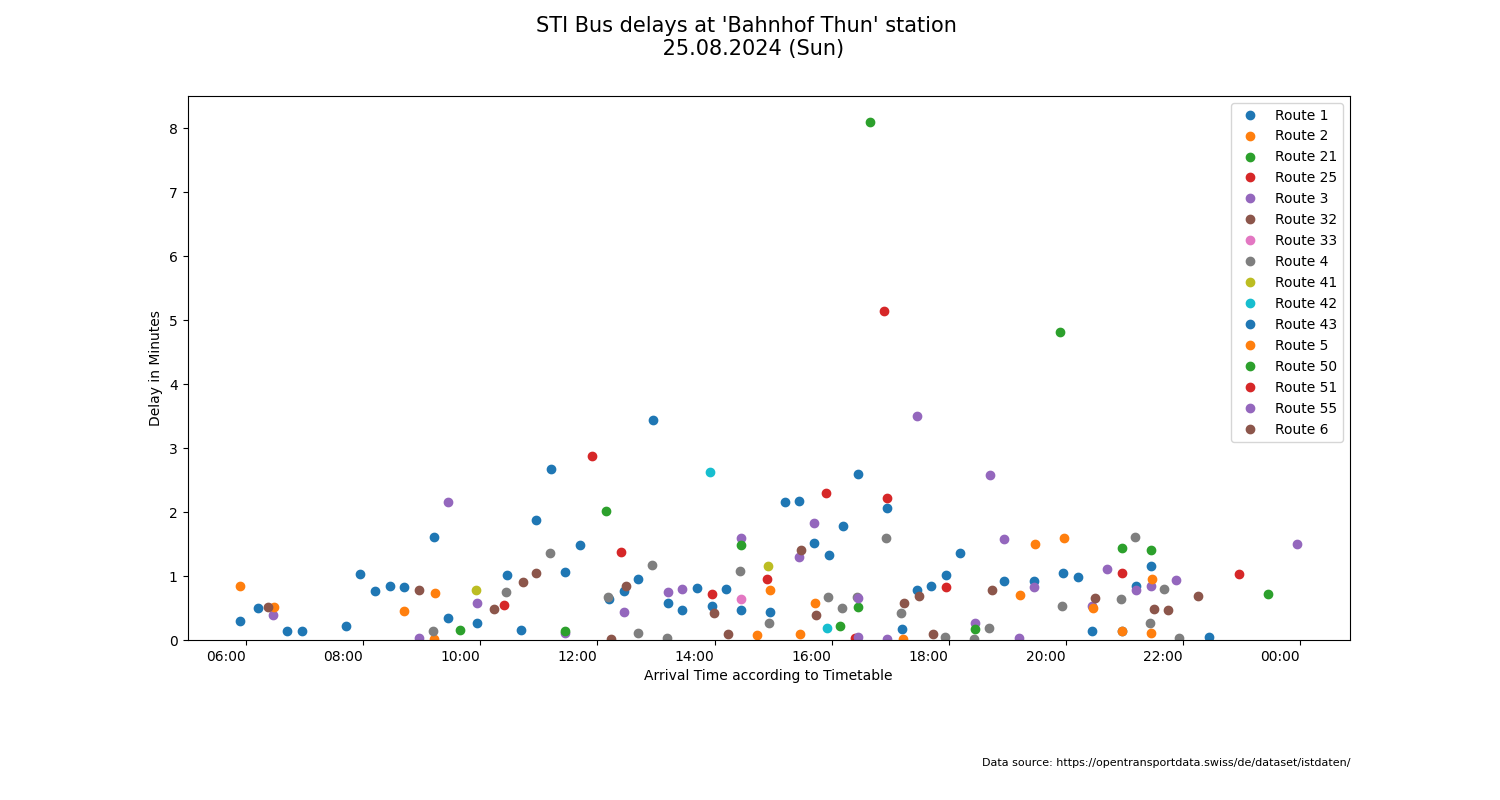 STI Bus delays at 'Bahnhof Thun' station
25.08.2024 (Sun)
8
7
6
5
4
3
2
1
0
Delay in Minutes
Route 1
Route 2
Route 21
Route 25
Route 3
Route 32
Route 33
Route 4
Route 41
Route 42
Route 43
Route 5
Route 50
Route 51
Route 55
Route 6
06:00 08:00 10:00 12:00 14:00 16:00 18:00 20:00 22:00 00:00
Arrival Time according to Timetable
Data source: https://opentransportdata.swiss/de/dataset/istdaten/